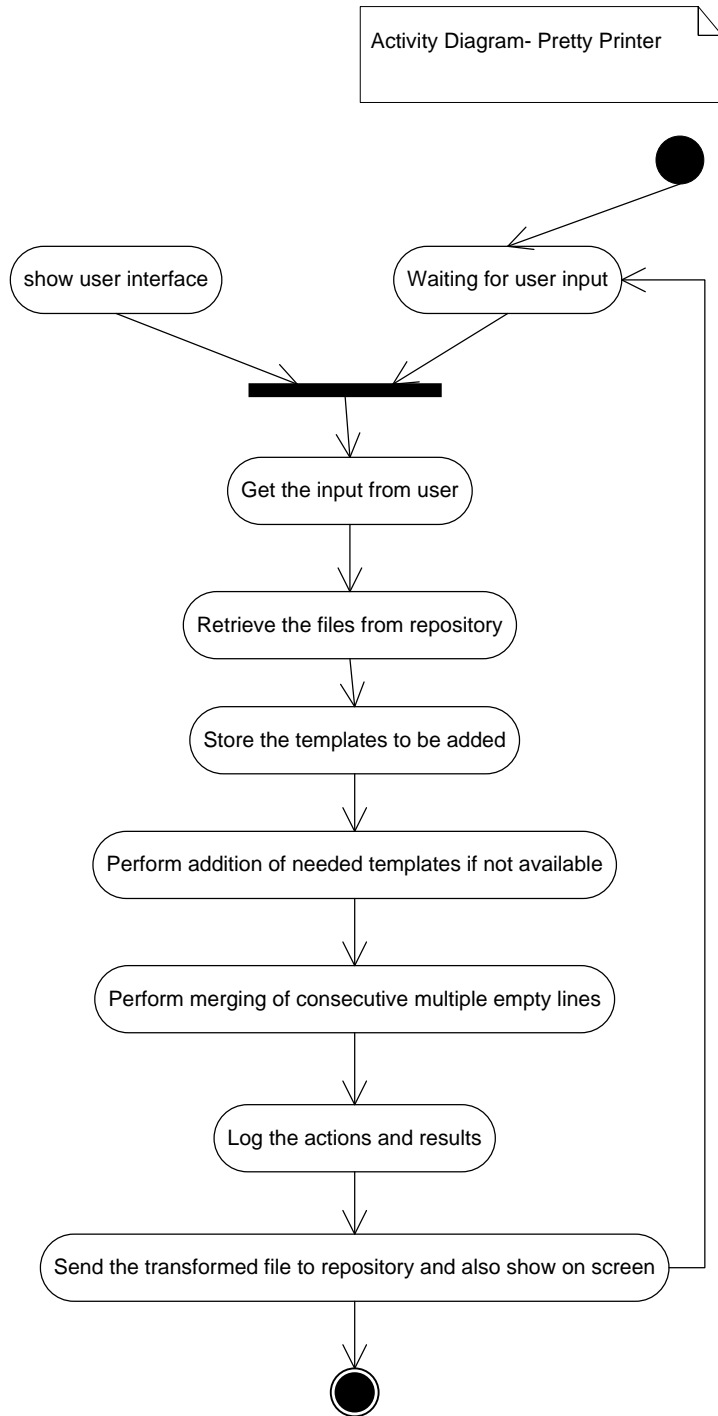 Activity Diagram- Pretty Printer
show user interface
Waiting for user input
Get the input from user
Retrieve the files from repository
Store the templates to be added
Perform addition of needed templates if not available
Perform merging of consecutive multiple empty lines
Log the actions and results
Send the transformed file to repository and also show on screen